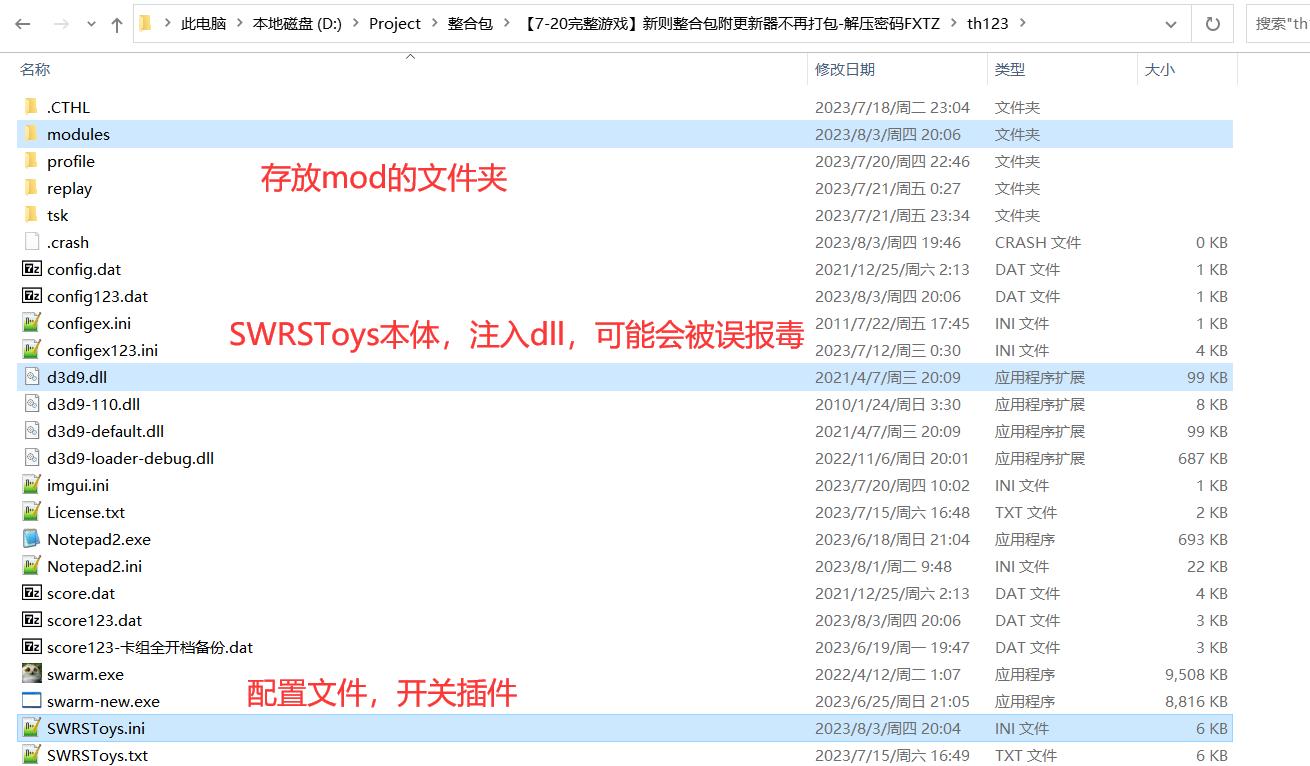 此电脑 › 本地磁盘 (D:) › Project › 整合包 › 【7-20完整游戏】新则整合包附更新器不再打包-解压密码FXTZ › th123 › 搜索"th
名称 修改日期 类型 大小
.CTHL 2023/7/18/周二 23:04 文件夹
modules 2023/8/3/周四 20:06 文件夹
profile 2023/7/20/周四 22:46 文件夹
存放mod的文件夹
replay 2023/7/21/周五 0:27 文件夹
tsk 2023/7/21/周五 23:34 文件夹
.crash 2023/8/3/周四 19:46 CRASH 文件 0 KB
config.dat 2021/12/25/周六 2:13 DAT 文件 1 KB
config123.dat 2023/8/3/周四 20:06 DAT 文件 1 KB
configex.ini 2011/7/22/周五 17:45 INI 文件 1 KB
SWRSToys本体，注入dll，可能会被误报毒
configex123.ini 2023/7/12/周三 0:30 INI 文件 4 KB
d3d9.dll 2021/4/7/周三 20:09 应用程序扩展 99 KB
d3d9-110.dll 2010/1/24/周日 3:30 应用程序扩展 8 KB
d3d9-default.dll 2021/4/7/周三 20:09 应用程序扩展 99 KB
d3d9-loader-debug.dll 2022/11/6/周日 20:01 应用程序扩展 687 KB
imgui.ini 2023/7/20/周四 10:02 INI 文件 1 KB
License.txt 2023/7/15/周六 16:48 TXT 文件 2 KB
Notepad2.exe 2023/6/18/周日 21:04 应用程序 693 KB
Notepad2.ini 2023/8/1/周二 9:48 INI 文件 22 KB
score.dat 2021/12/25/周六 2:13 DAT 文件 4 KB
score123.dat 2023/8/3/周四 20:06 DAT 文件 3 KB
score123-卡组全开档备份.dat 2023/6/19/周一 19:47 DAT 文件 3 KB
swarm.exe 2022/4/12/周二 1:07 应用程序 9,508 KB
配置文件，开关插件
swarm-new.exe 2023/6/25/周日 21:05 应用程序 8,816 KB
SWRSToys.ini 2023/8/3/周四 20:04 INI 文件 6 KB
SWRSToys.txt 2023/7/15/周六 16:49 TXT 文件 6 KB